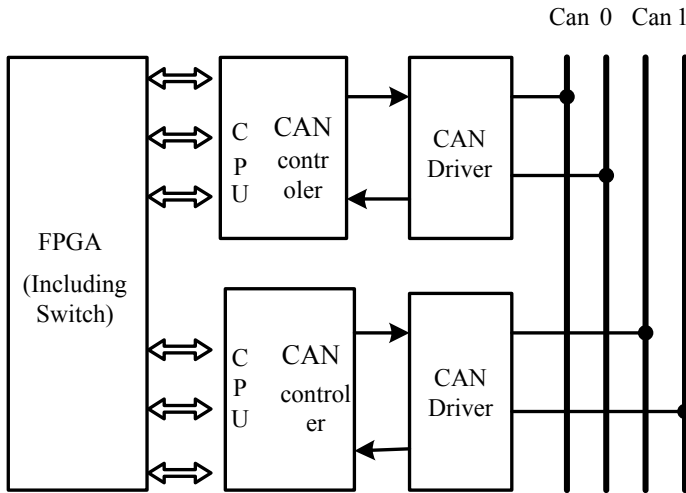 Can 0 Can 1
FPGA
(Including
Switch)
C
P
U
CAN
contr
oler
CAN
Driver
C
P
U
CAN
control
er
CAN
Driver